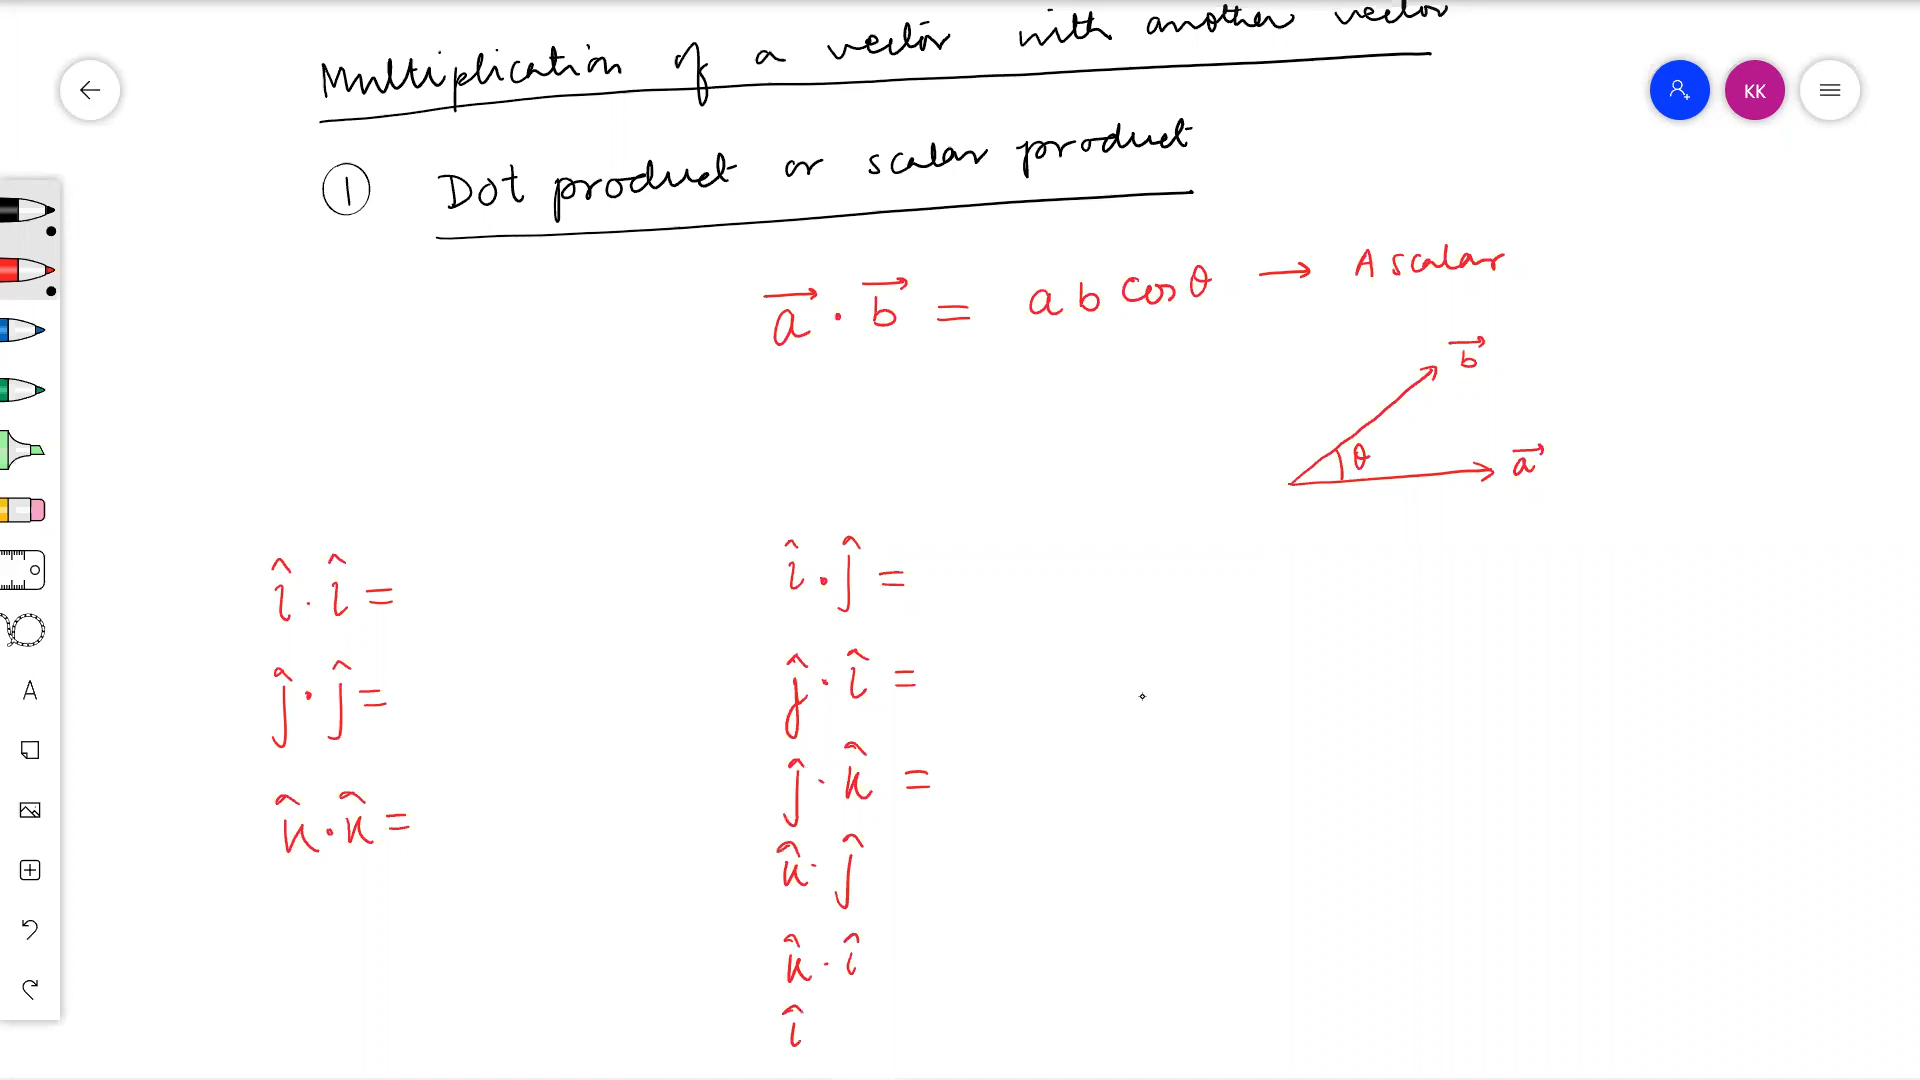 Multiplication of a vector with another vector
KK
① Dot product or scalar product
a⃗ · b⃗ = a b cos θ → A scalar
b⃗
θ
a⃗
î · î =
ĵ · ĵ =
k̂ · k̂ =
î · ĵ =
ĵ · î =
ĵ · k̂ =
k̂ · ĵ
k̂ · î
î
A